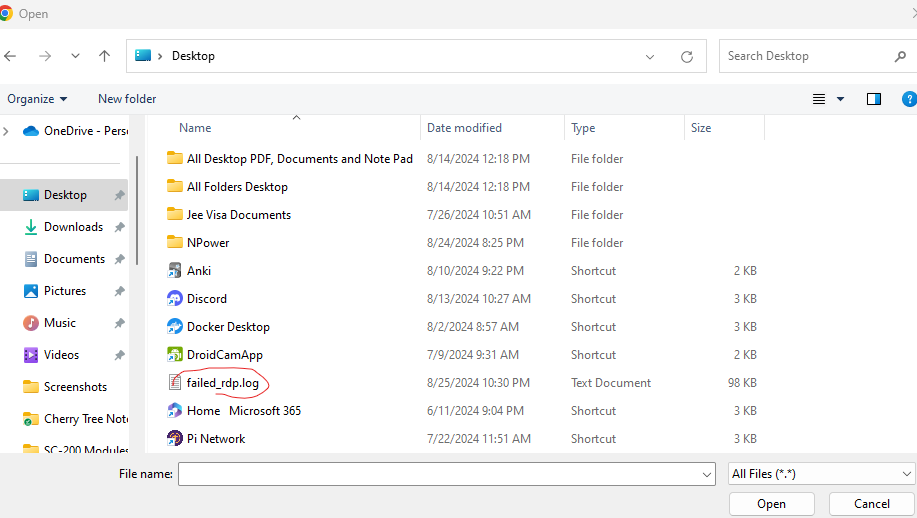 Open
Desktop
Search Desktop
Organize New folder
Name Date modified Type Size
OneDrive - Perso
Desktop
Downloads
Documents
Pictures
Music
Videos
Screenshots
Cherry Tree Note
SC-200 Modules
All Desktop PDF, Documents and Note Pad 8/14/2024 12:18 PM File folder
All Folders Desktop 8/14/2024 12:18 PM File folder
Jee Visa Documents 7/26/2024 10:51 AM File folder
NPower 8/24/2024 8:25 PM File folder
Anki 8/10/2024 9:22 PM Shortcut 2 KB
Discord 8/13/2024 10:27 AM Shortcut 3 KB
Docker Desktop 8/2/2024 8:57 AM Shortcut 3 KB
DroidCamApp 7/9/2024 9:31 AM Shortcut 2 KB
failed_rdp.log 8/25/2024 10:30 PM Text Document 98 KB
Home Microsoft 365 6/11/2024 9:04 PM Shortcut 3 KB
Pi Network 7/22/2024 11:51 AM Shortcut 3 KB
File name: All Files (*.*)
Open Cancel